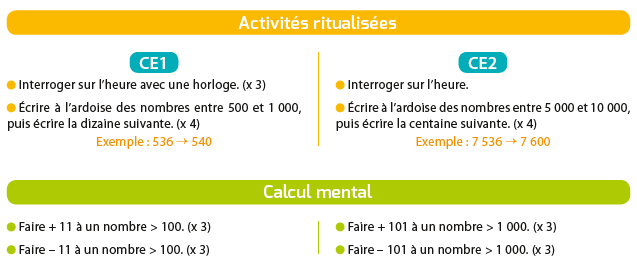 Activités ritualisées
CE1
● Interroger sur l'heure avec une horloge. (x 3)
● Écrire à l'ardoise des nombres entre 500 et 1 000,
puis écrire la dizaine suivante. (x 4)
Exemple : 536 → 540
CE2
● Interroger sur l'heure.
● Écrire à l'ardoise des nombres entre 5 000 et 10 000,
puis écrire la centaine suivante. (x 4)
Exemple : 7 536 → 7 600
Calcul mental
● Faire + 11 à un nombre > 100. (x 3)
● Faire – 11 à un nombre > 100. (x 3)
● Faire + 101 à un nombre > 1 000. (x 3)
● Faire – 101 à un nombre > 1 000. (x 3)